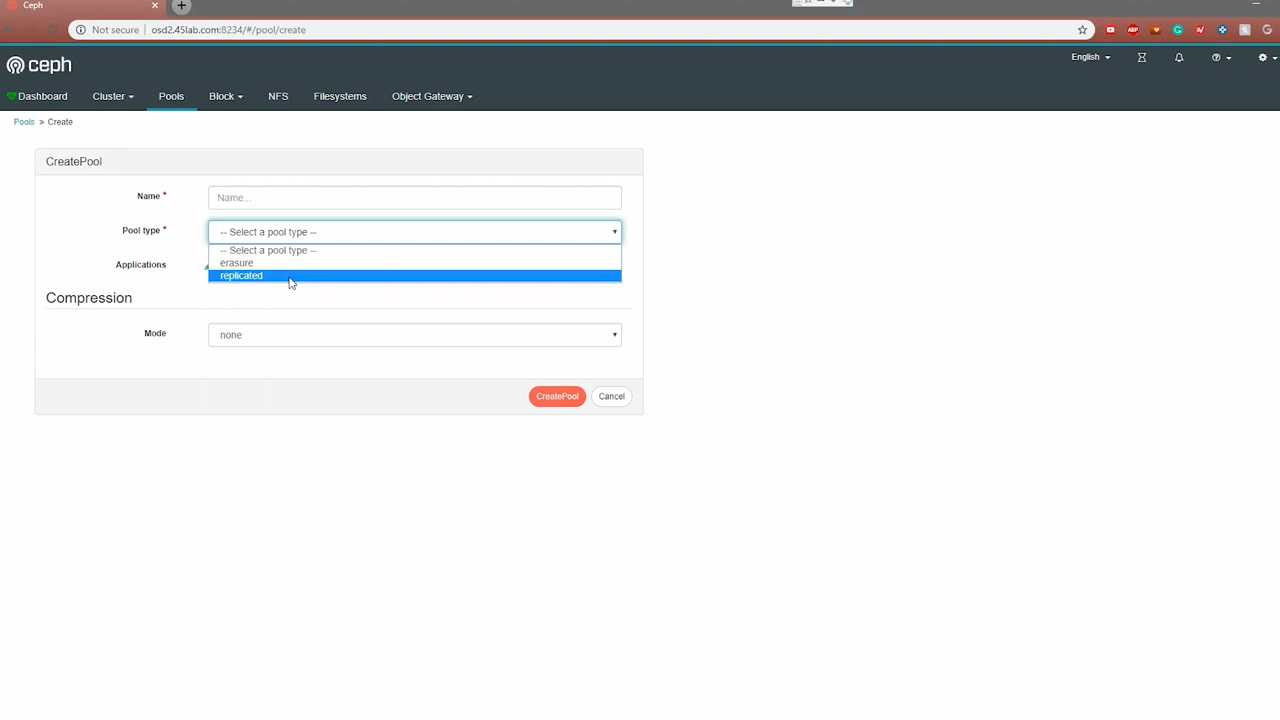 Ceph
Not secure osd2.45lab.com:8234/#/pool/create
ABP
ceph
English
Dashboard Cluster Pools Block NFS Filesystems Object Gateway
Pools » Create
CreatePool
Name *
Name...
Pool type *
-- Select a pool type --
-- Select a pool type --
erasure
Applications
replicated
Compression
Mode
none
CreatePool Cancel